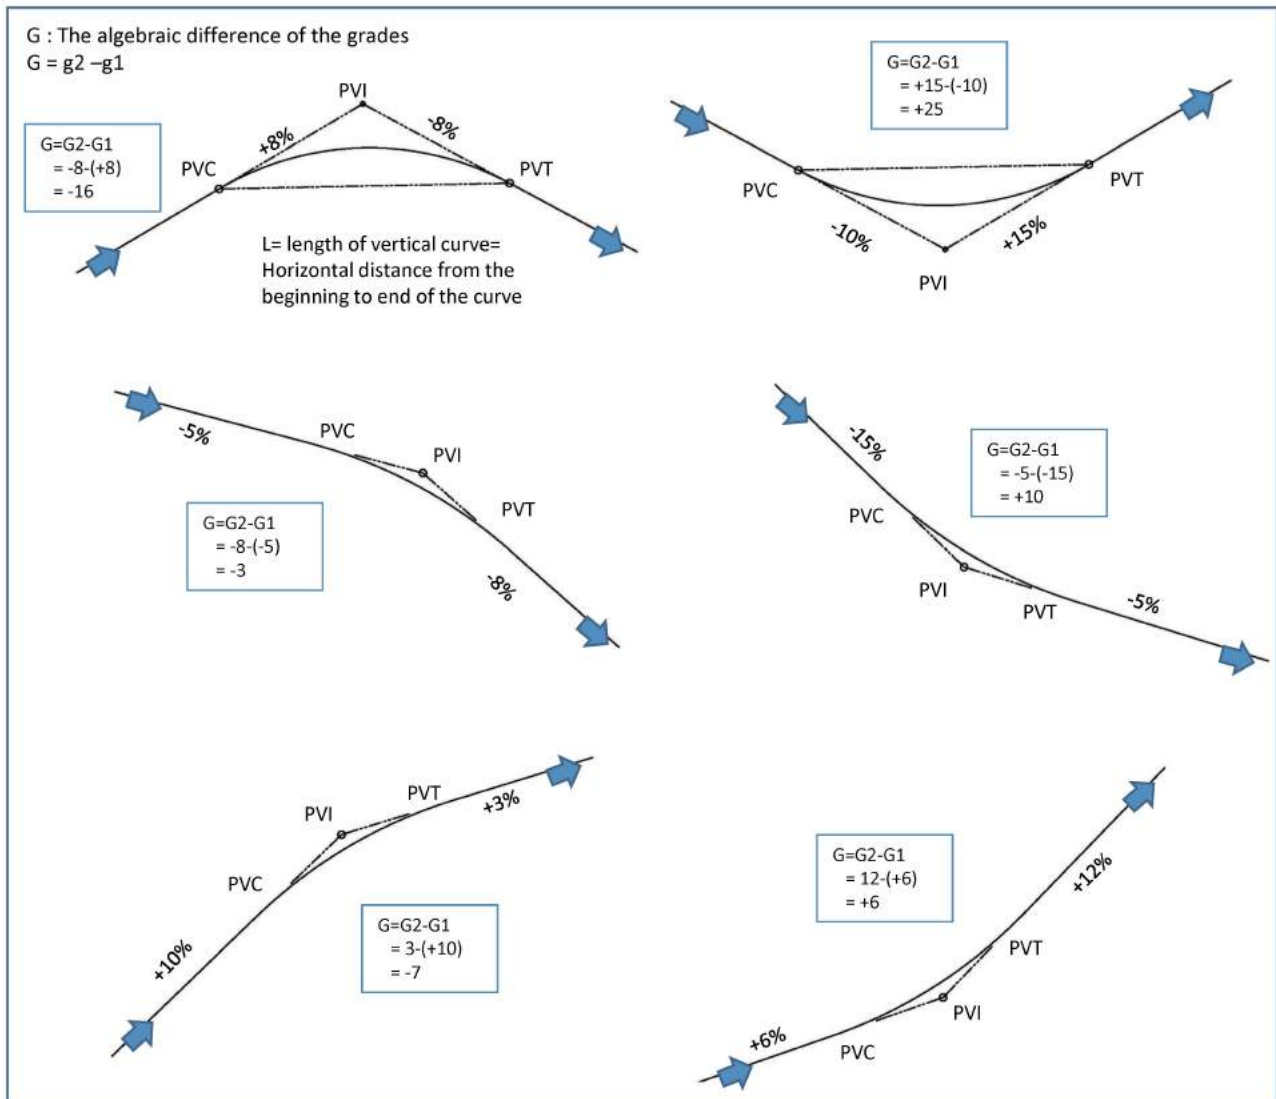 G : The algebraic difference of the grades
G = g2 –g1
PVI
+8%
-8%
G=G2-G1
= -8-(+8)
= -16
PVC
PVT
L= length of vertical curve=
Horizontal distance from the
beginning to end of the curve
G=G2-G1
= +15-(-10)
= +25
PVC
PVT
-10%
+15%
PVI
-5%
PVC
PVI
PVT
G=G2-G1
= -8-(-5)
= -3
-8%
-15%
G=G2-G1
= -5-(-15)
= +10
PVC
PVI
PVT
-5%
PVT
+3%
PVI
PVC
G=G2-G1
= 3-(+10)
= -7
+10%
G=G2-G1
= 12-(+6)
= +6
+12%
PVT
PVI
+6%
PVC